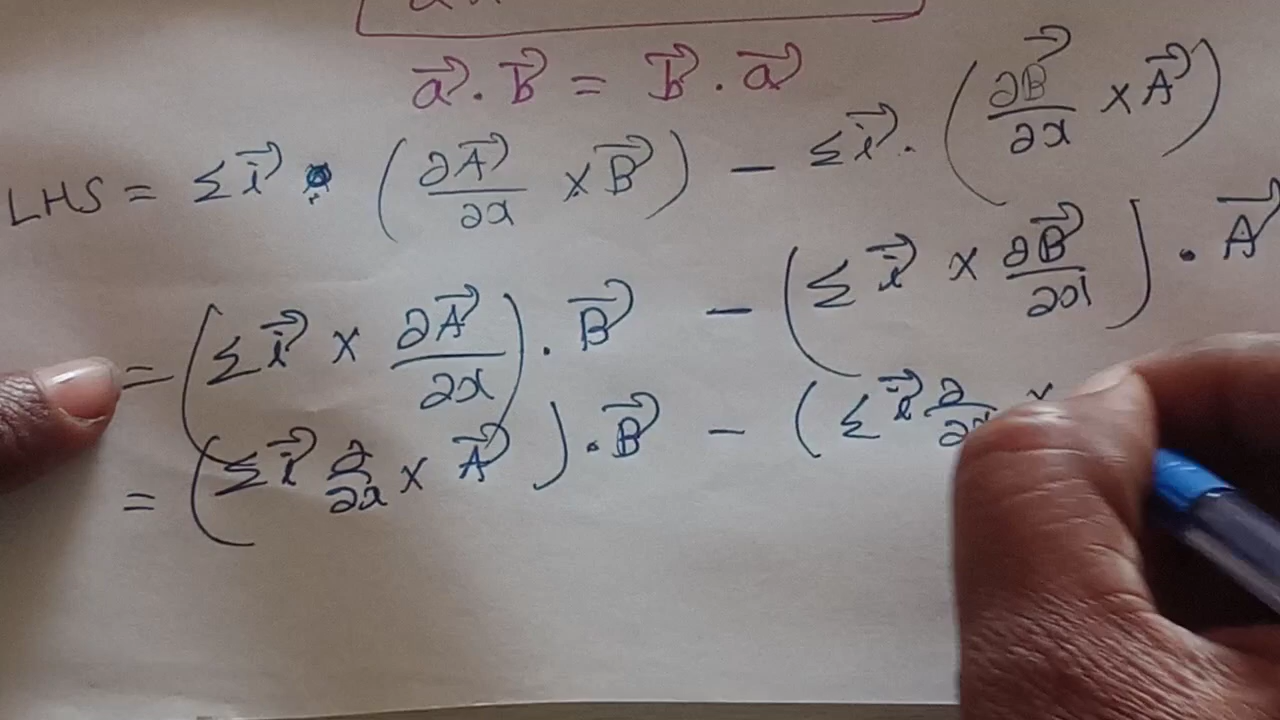 a⃗ . b⃗ = b⃗ . a⃗
LHS = Σ i⃗ • (∂A⃗/∂x × B⃗) − Σ i⃗ . (∂B⃗/∂x × A⃗)
= (Σ i⃗ × ∂A⃗/∂x) . B⃗ − (Σ i⃗ × ∂B⃗/∂x) . A⃗
= (Σ i⃗ ∂/∂x × A⃗) . B⃗ − (Σ i⃗ ∂/∂x ×